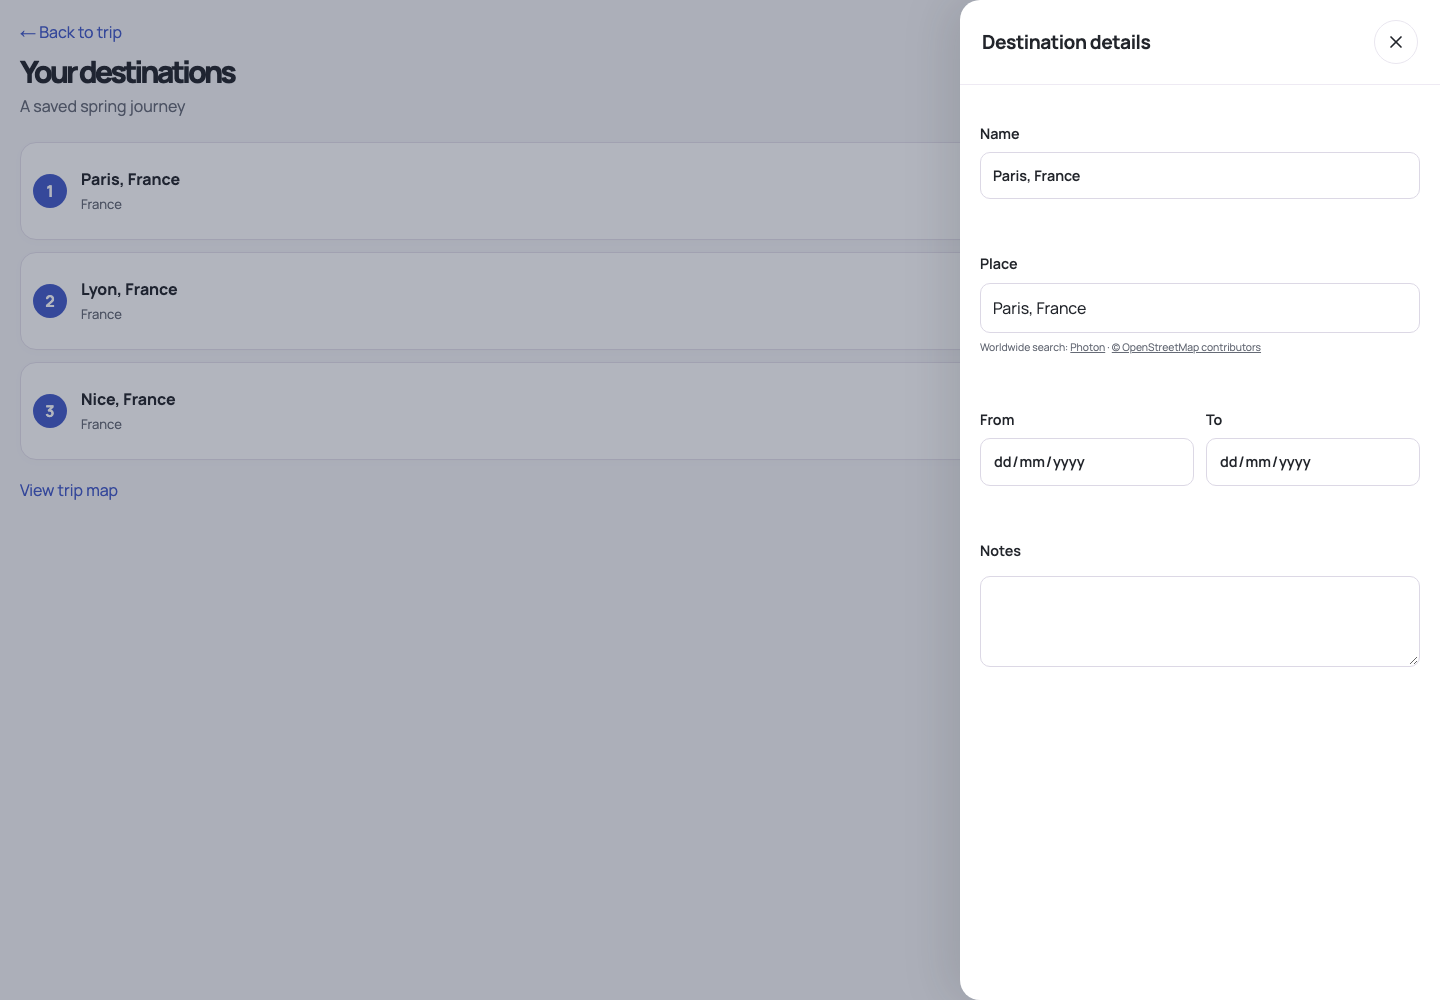 ← Back to trip
Your destinations
A saved spring journey
1
Paris, France
France
2
Lyon, France
France
3
Nice, France
France
View trip map
Destination details
Name
Paris, France
Place
Paris, France
Worldwide search: Photon · © OpenStreetMap contributors
From
To
dd/mm/yyyy
dd/mm/yyyy
Notes